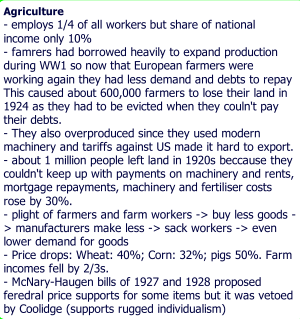 Agriculture
- employs 1/4 of all workers but share of national
income only 10%
- famrers had borrowed heavily to expand production
during WW1 so now that European farmers were
working again they had less demand and debts to repay
This caused about 600,000 farmers to lose their land in
1924 as they had to be evicted when they couln't pay
their debts.
- They also overproduced since they used modern
machinery and tariffs against US made it hard to export.
- about 1 million people left land in 1920s beccause they
couldn't keep up with payments on machinery and rents,
mortgage repayments, machinery and fertiliser costs
rose by 30%.
- plight of farmers and farm workers -> buy less goods -
> manufacturers make less -> sack workers -> even
lower demand for goods
- Price drops: Wheat: 40%; Corn: 32%; pigs 50%. Farm
incomes fell by 2/3s.
- McNary-Haugen bills of 1927 and 1928 proposed
feredral price supports for some items but it was vetoed
by Coolidge (supports rugged individualism)